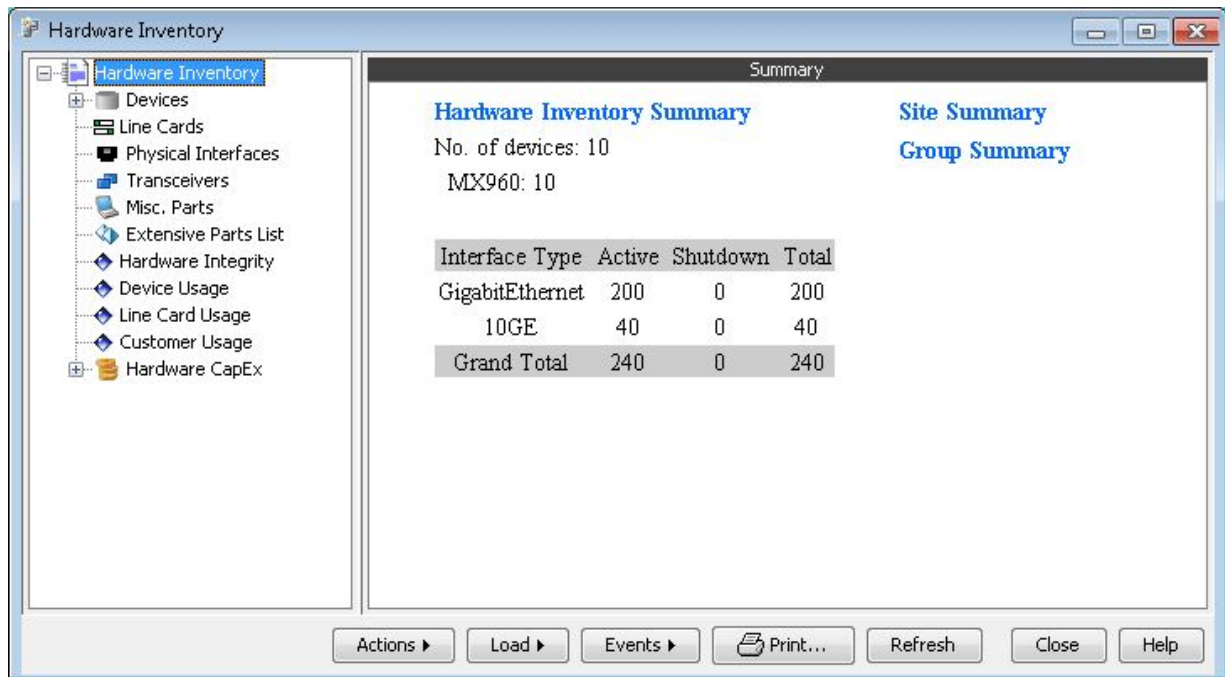 Hardware Inventory
Hardware Inventory
Devices
Line Cards
Physical Interfaces
Transceivers
Misc. Parts
Extensive Parts List
Hardware Integrity
Device Usage
Line Card Usage
Customer Usage
Hardware CapEx
Summary
Hardware Inventory Summary
No. of devices: 10
MX960: 10
Site Summary
Group Summary
Interface Type Active Shutdown Total
GigabitEthernet 200 0 200
10GE 40 0 40
Grand Total 240 0 240
Actions Load Events Print... Refresh Close Help